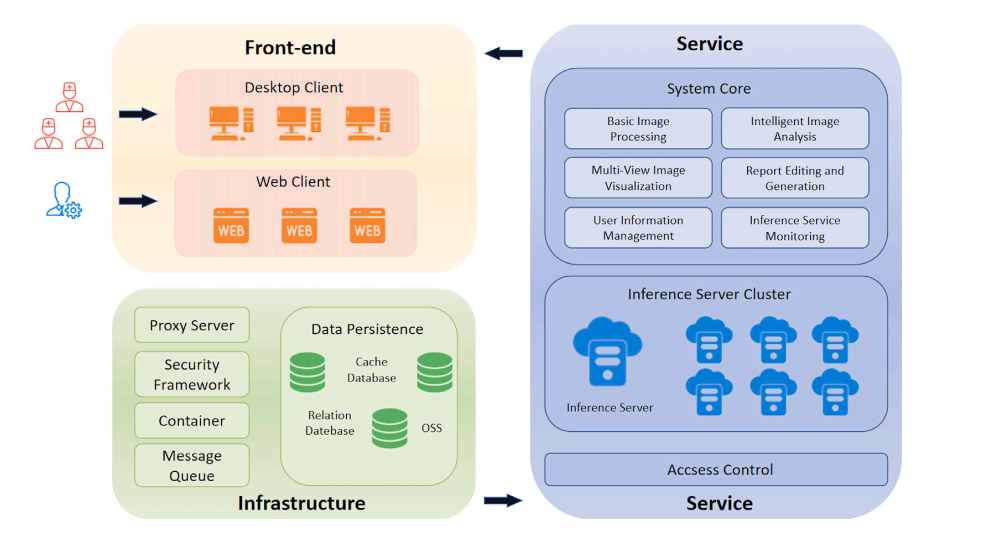 Front-end
Desktop Client
Web Client
WEB
WEB
WEB
Service
System Core
Basic Image
Processing
Intelligent Image
Analysis
Multi-View Image
Visualization
Report Editing and
Generation
User Information
Management
Inference Service
Monitoring
Inference Server Cluster
Inference Server
Accsess Control
Service
Proxy Server
Security
Framework
Container
Message
Queue
Data Persistence
Cache
Database
Relation
Datebase
OSS
Infrastructure